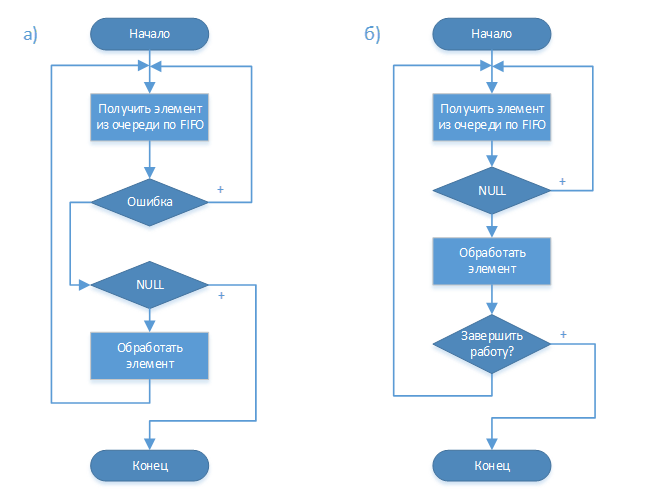 а)
Начало
Получить элемент
из очереди по FIFO
Ошибка
+
NULL
+
Обработать
элемент
Конец
б)
Начало
Получить элемент
из очереди по FIFO
NULL
+
Обработать
элемент
Завершить
работу?
+
Конец